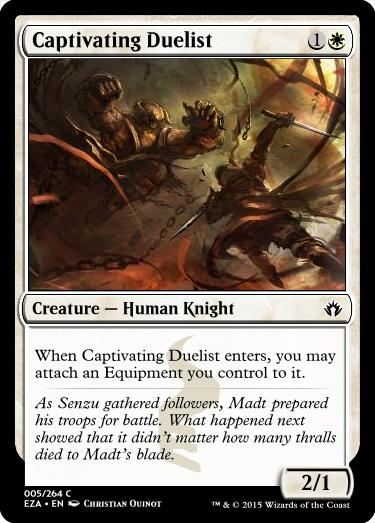 Captivating Duelist 1
Creature — Human Knight
When Captivating Duelist enters, you may
attach an Equipment you control to it.
As Senzu gathered followers, Madt prepared
his troops for battle. What happened next
showed that it didn't matter how many thralls
died to Madt's blade.
2/1
005/264 C
EZA • EN Christian Quinot
™ & © 2015 Wizards of the Coast